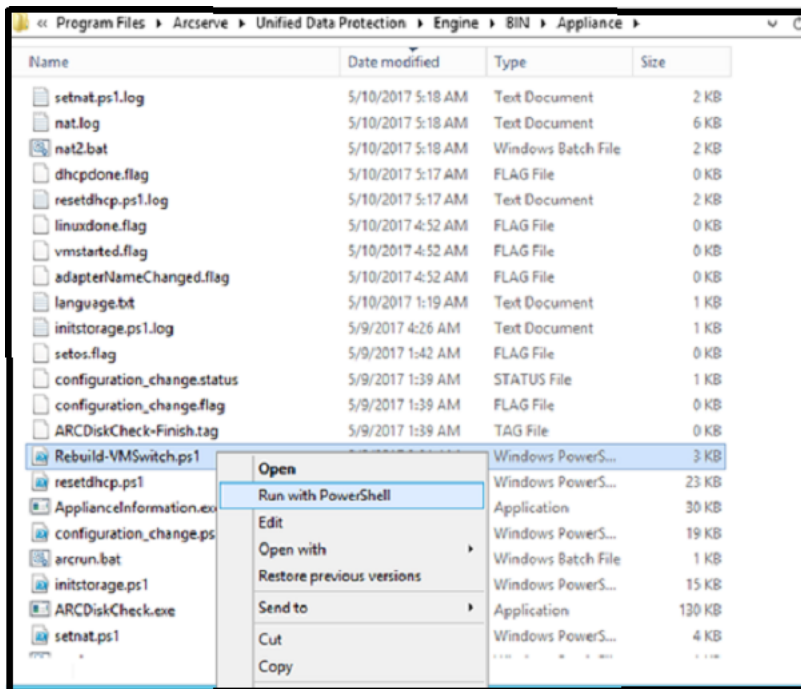 « Program Files ▸ Arcserve ▸ Unified Data Protection ▸ Engine ▸ BIN ▸ Appliance ▸
Name Date modified Type Size
setnat.ps1.log 5/10/2017 5:18 AM Text Document 2 KB
nat.log 5/10/2017 5:18 AM Text Document 6 KB
nat2.bat 5/10/2017 5:18 AM Windows Batch File 2 KB
dhcpdone.flag 5/10/2017 5:17 AM FLAG File 0 KB
resetdhcp.ps1.log 5/10/2017 5:17 AM Text Document 2 KB
linuxdone.flag 5/10/2017 4:52 AM FLAG File 0 KB
vmstarted.flag 5/10/2017 4:52 AM FLAG File 0 KB
adapterNameChanged.flag 5/10/2017 4:52 AM FLAG File 0 KB
language.txt 5/10/2017 1:19 AM Text Document 1 KB
initstorage.ps1.log 5/9/2017 4:26 AM Text Document 1 KB
setos.flag 5/9/2017 1:42 AM FLAG File 0 KB
configuration_change.status 5/9/2017 1:39 AM STATUS File 1 KB
configuration_change.flag 5/9/2017 1:39 AM FLAG File 0 KB
ARCDiskCheck-Finish.tag 5/9/2017 1:39 AM TAG File 0 KB
Rebuild-VMSwitch.ps1 Windows PowerS... 3 KB
Open
resetdhcp.ps1 Windows PowerS... 23 KB
Run with PowerShell
ApplianceInformation.ex Application 30 KB
Edit
configuration_change.ps Windows PowerS... 19 KB
Open with
arcrun.bat Windows Batch File 1 KB
Restore previous versions
initstorage.ps1 Windows PowerS... 15 KB
Send to
ARCDiskCheck.exe Application 130 KB
Cut
setnat.ps1 Windows PowerS... 4 KB
Copy